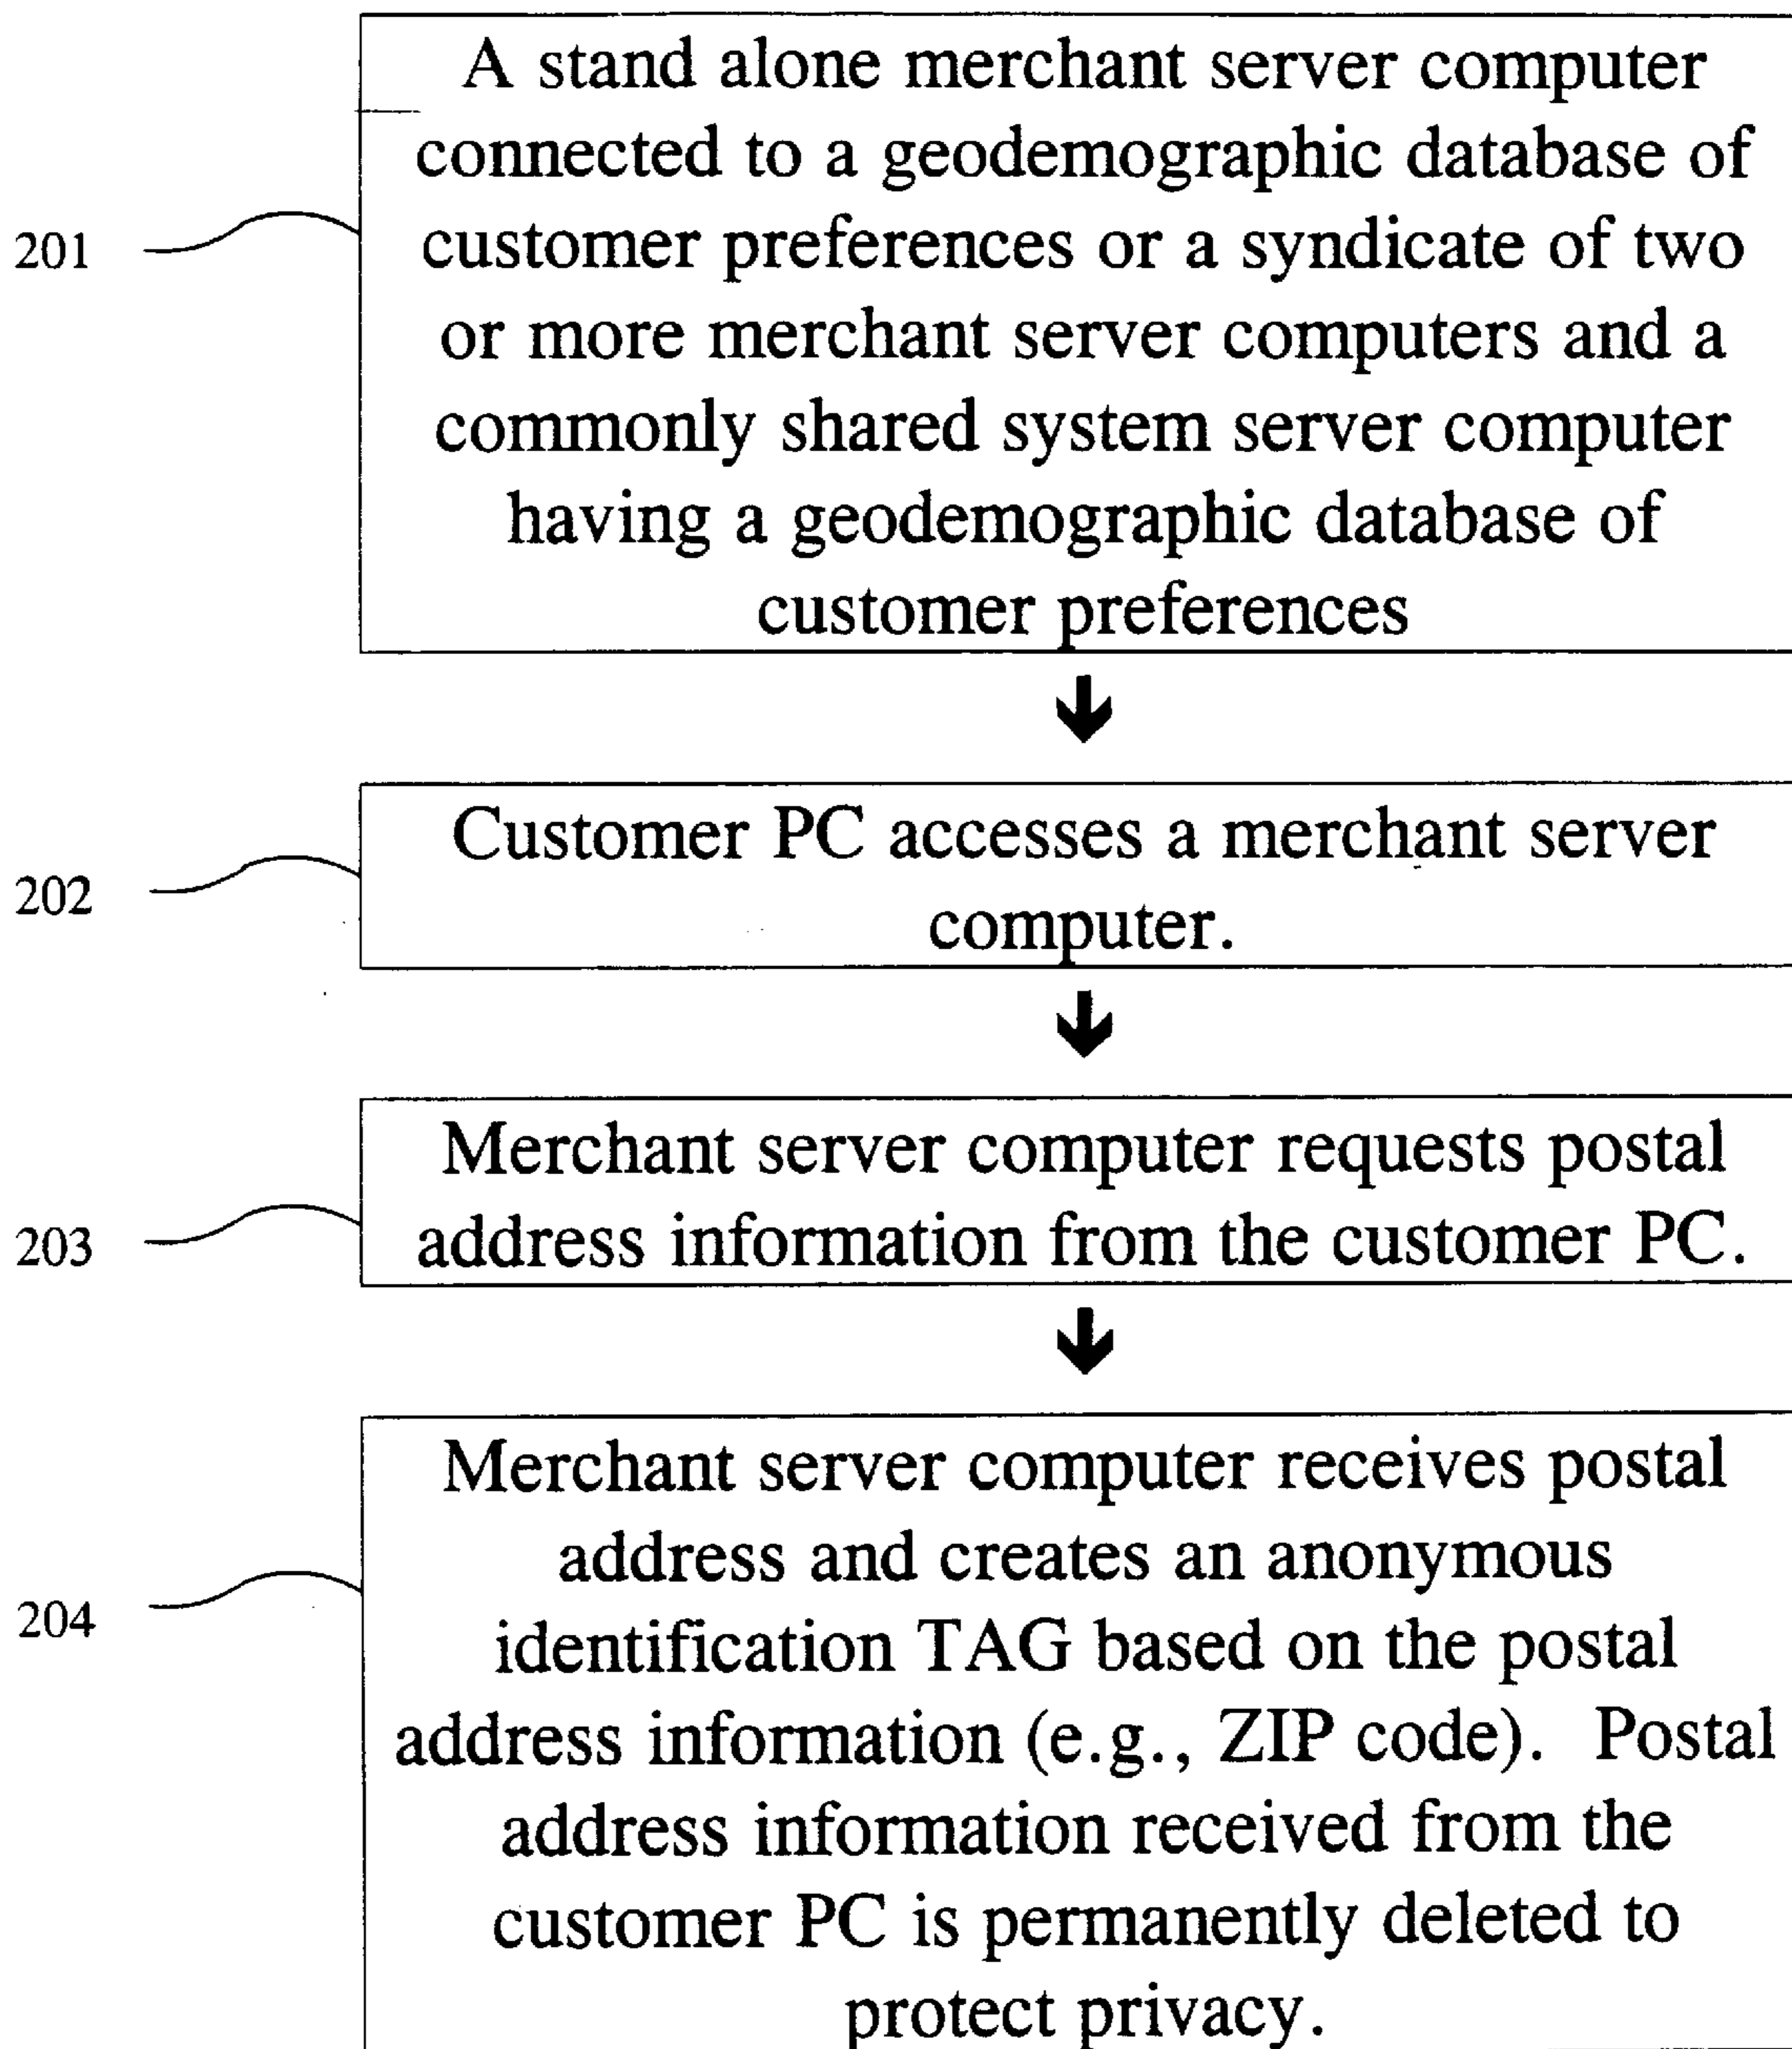 A stand alone merchant server computer
connected to a geodemographic database of
201
customer preferences or a syndicate of two
or more merchant server computers and a
commonly shared system server computer
having a geodemographic database of
customer preferences
Customer PC accesses a merchant server
202
computer.
Merchant server computer requests postal
203
address information from the customer PC.
Merchant server computer receives postal
address and creates an anonymous
204
identification TAG based on the postal
address information (e.g., ZIP code). Postal
address information received from the
customer PC is permanently deleted to
protect privacy.